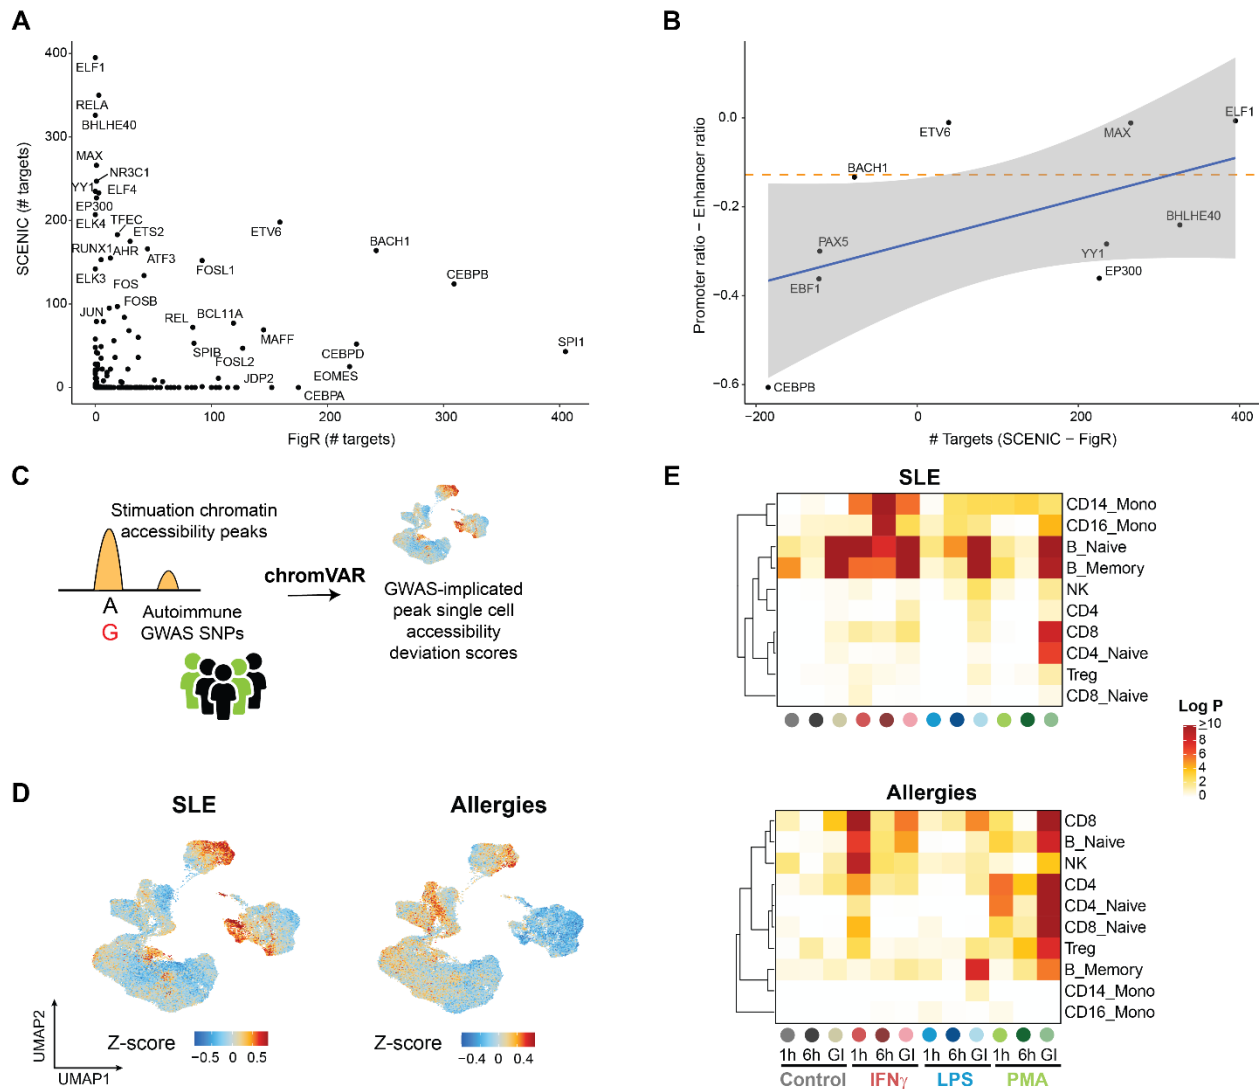 A
SCENIC (# targets)
400
300
200
100
0
ELF1
RELA
BHLHE40
MAX
NR3C1
YY1
ELF4
EP300
ELK4
TFEC
ETS2
RUNX1
AHR
ATF3
ELK3
FOS
FOSL1
FOSB
JUN
ETV6
BACH1
CEBPB
REL
BCL11A
MAFF
SPIB
FOSL2
CEBPD
SPI1
JDP2
EOMES
CEBPA
0
100
200
300
400
FigR (# targets)
B
Promoter ratio − Enhancer ratio
0.0
−0.2
−0.4
−0.6
ETV6
MAX
ELF1
BACH1
PAX5
BHLHE40
YY1
EBF1
EP300
CEBPB
−200
0
200
400
# Targets (SCENIC − FigR)
C
Stimuation chromatin
accessibility peaks
A
G
Autoimmune
GWAS SNPs
chromVAR
GWAS-implicated
peak single cell
accessibility
deviation scores
D
SLE
Allergies
UMAP2
UMAP1
Z-score
−0.5 0 0.5
Z-score
−0.4 0 0.4
E
SLE
CD14_Mono
CD16_Mono
B_Naive
B_Memory
NK
CD4
CD8
CD4_Naive
Treg
CD8_Naive
Log P
≥10
8
6
4
2
0
Allergies
CD8
B_Naive
NK
CD4
CD4_Naive
CD8_Naive
Treg
B_Memory
CD14_Mono
CD16_Mono
1h 6h GI 1h 6h GI 1h 6h GI 1h 6h GI
Control IFNγ LPS PMA